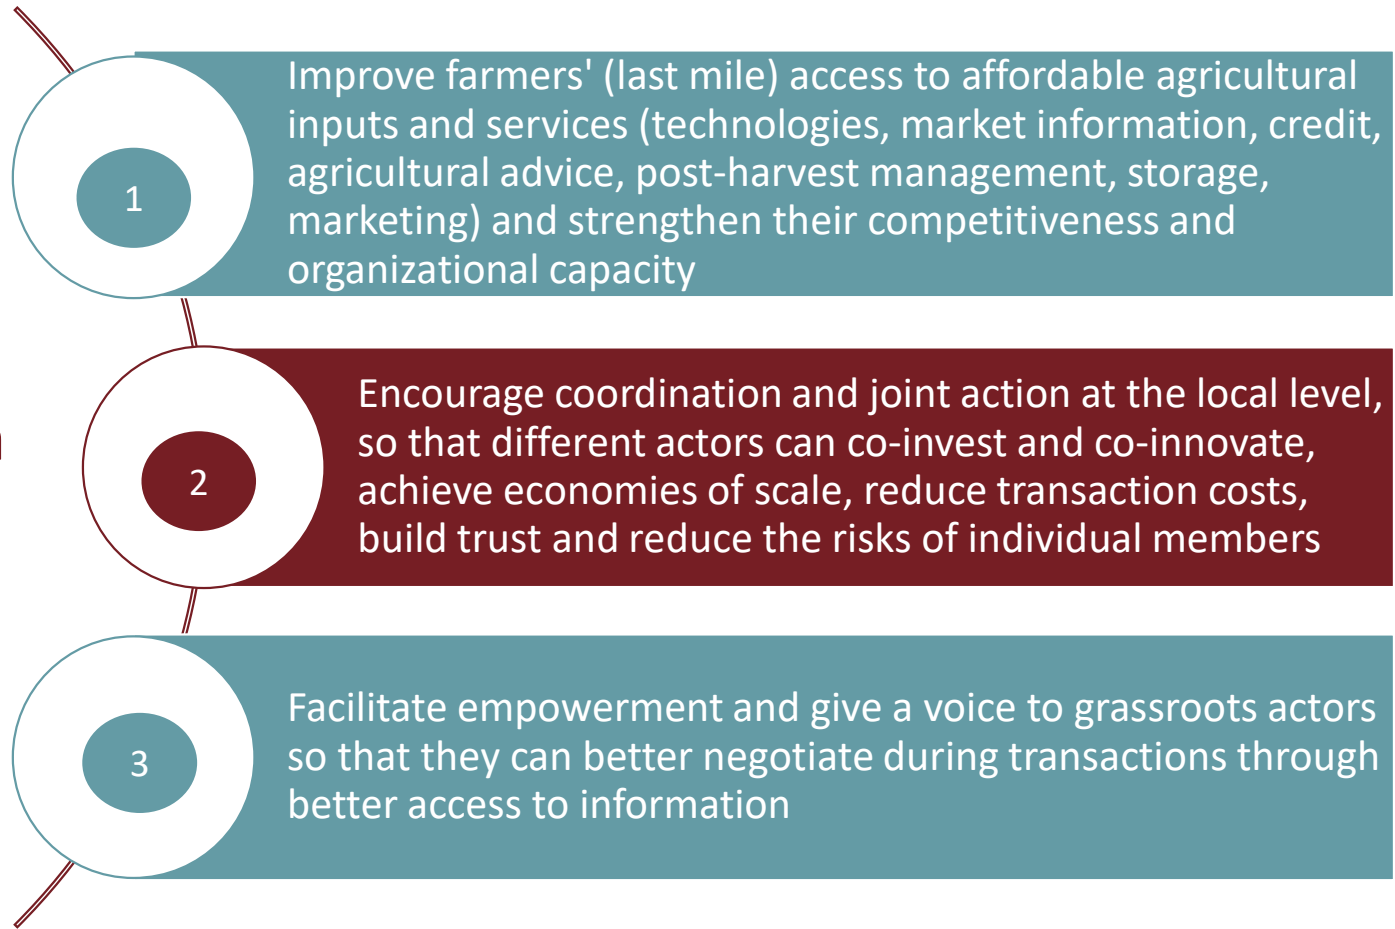 1
Improve farmers' (last mile) access to affordable agricultural
inputs and services (technologies, market information, credit,
agricultural advice, post-harvest management, storage,
marketing) and strengthen their competitiveness and
organizational capacity
2
Encourage coordination and joint action at the local level,
so that different actors can co-invest and co-innovate,
achieve economies of scale, reduce transaction costs,
build trust and reduce the risks of individual members
3
Facilitate empowerment and give a voice to grassroots actors
so that they can better negotiate during transactions through
better access to information